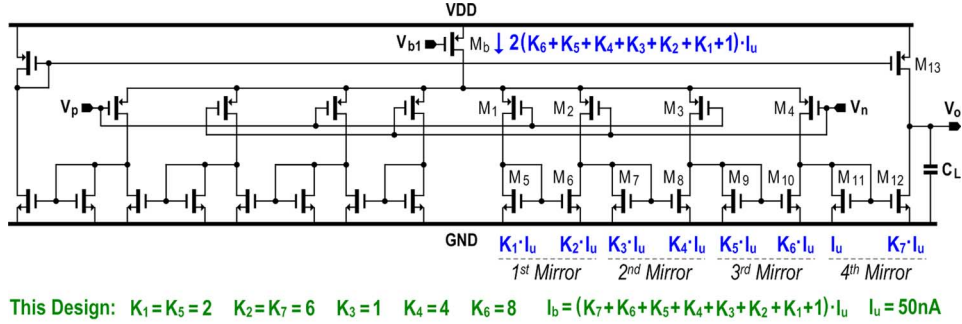 VDD
Vb1 Mb ↓ 2(K6+K5+K4+K3+K2+K1+1)·Iu
M13
Vp M1 M2 M3 M4 Vn Vo
M5 M6 M7 M8 M9 M10 M11 M12 CL
GND K1·Iu K2·Iu K3·Iu K4·Iu K5·Iu K6·Iu Iu K7·Iu
1st Mirror 2nd Mirror 3rd Mirror 4th Mirror
This Design: K1=K5=2 K2=K7=6 K3=1 K4=4 K6=8 Ib=(K7+K6+K5+K4+K3+K2+K1+1)·Iu Iu=50nA